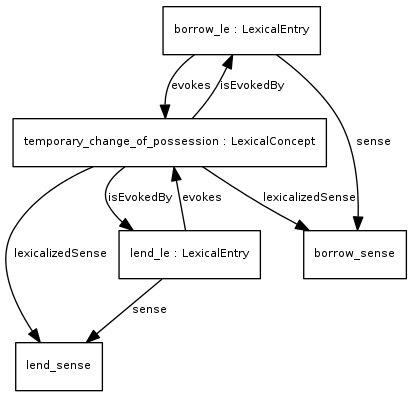 borrow_le : LexicalEntry
evokes
isEvokedBy
temporary_change_of_possession : LexicalConcept
sense
isEvokedBy
evokes
lexicalizedSense
lexicalizedSense
lend_le : LexicalEntry
borrow_sense
sense
lend_sense